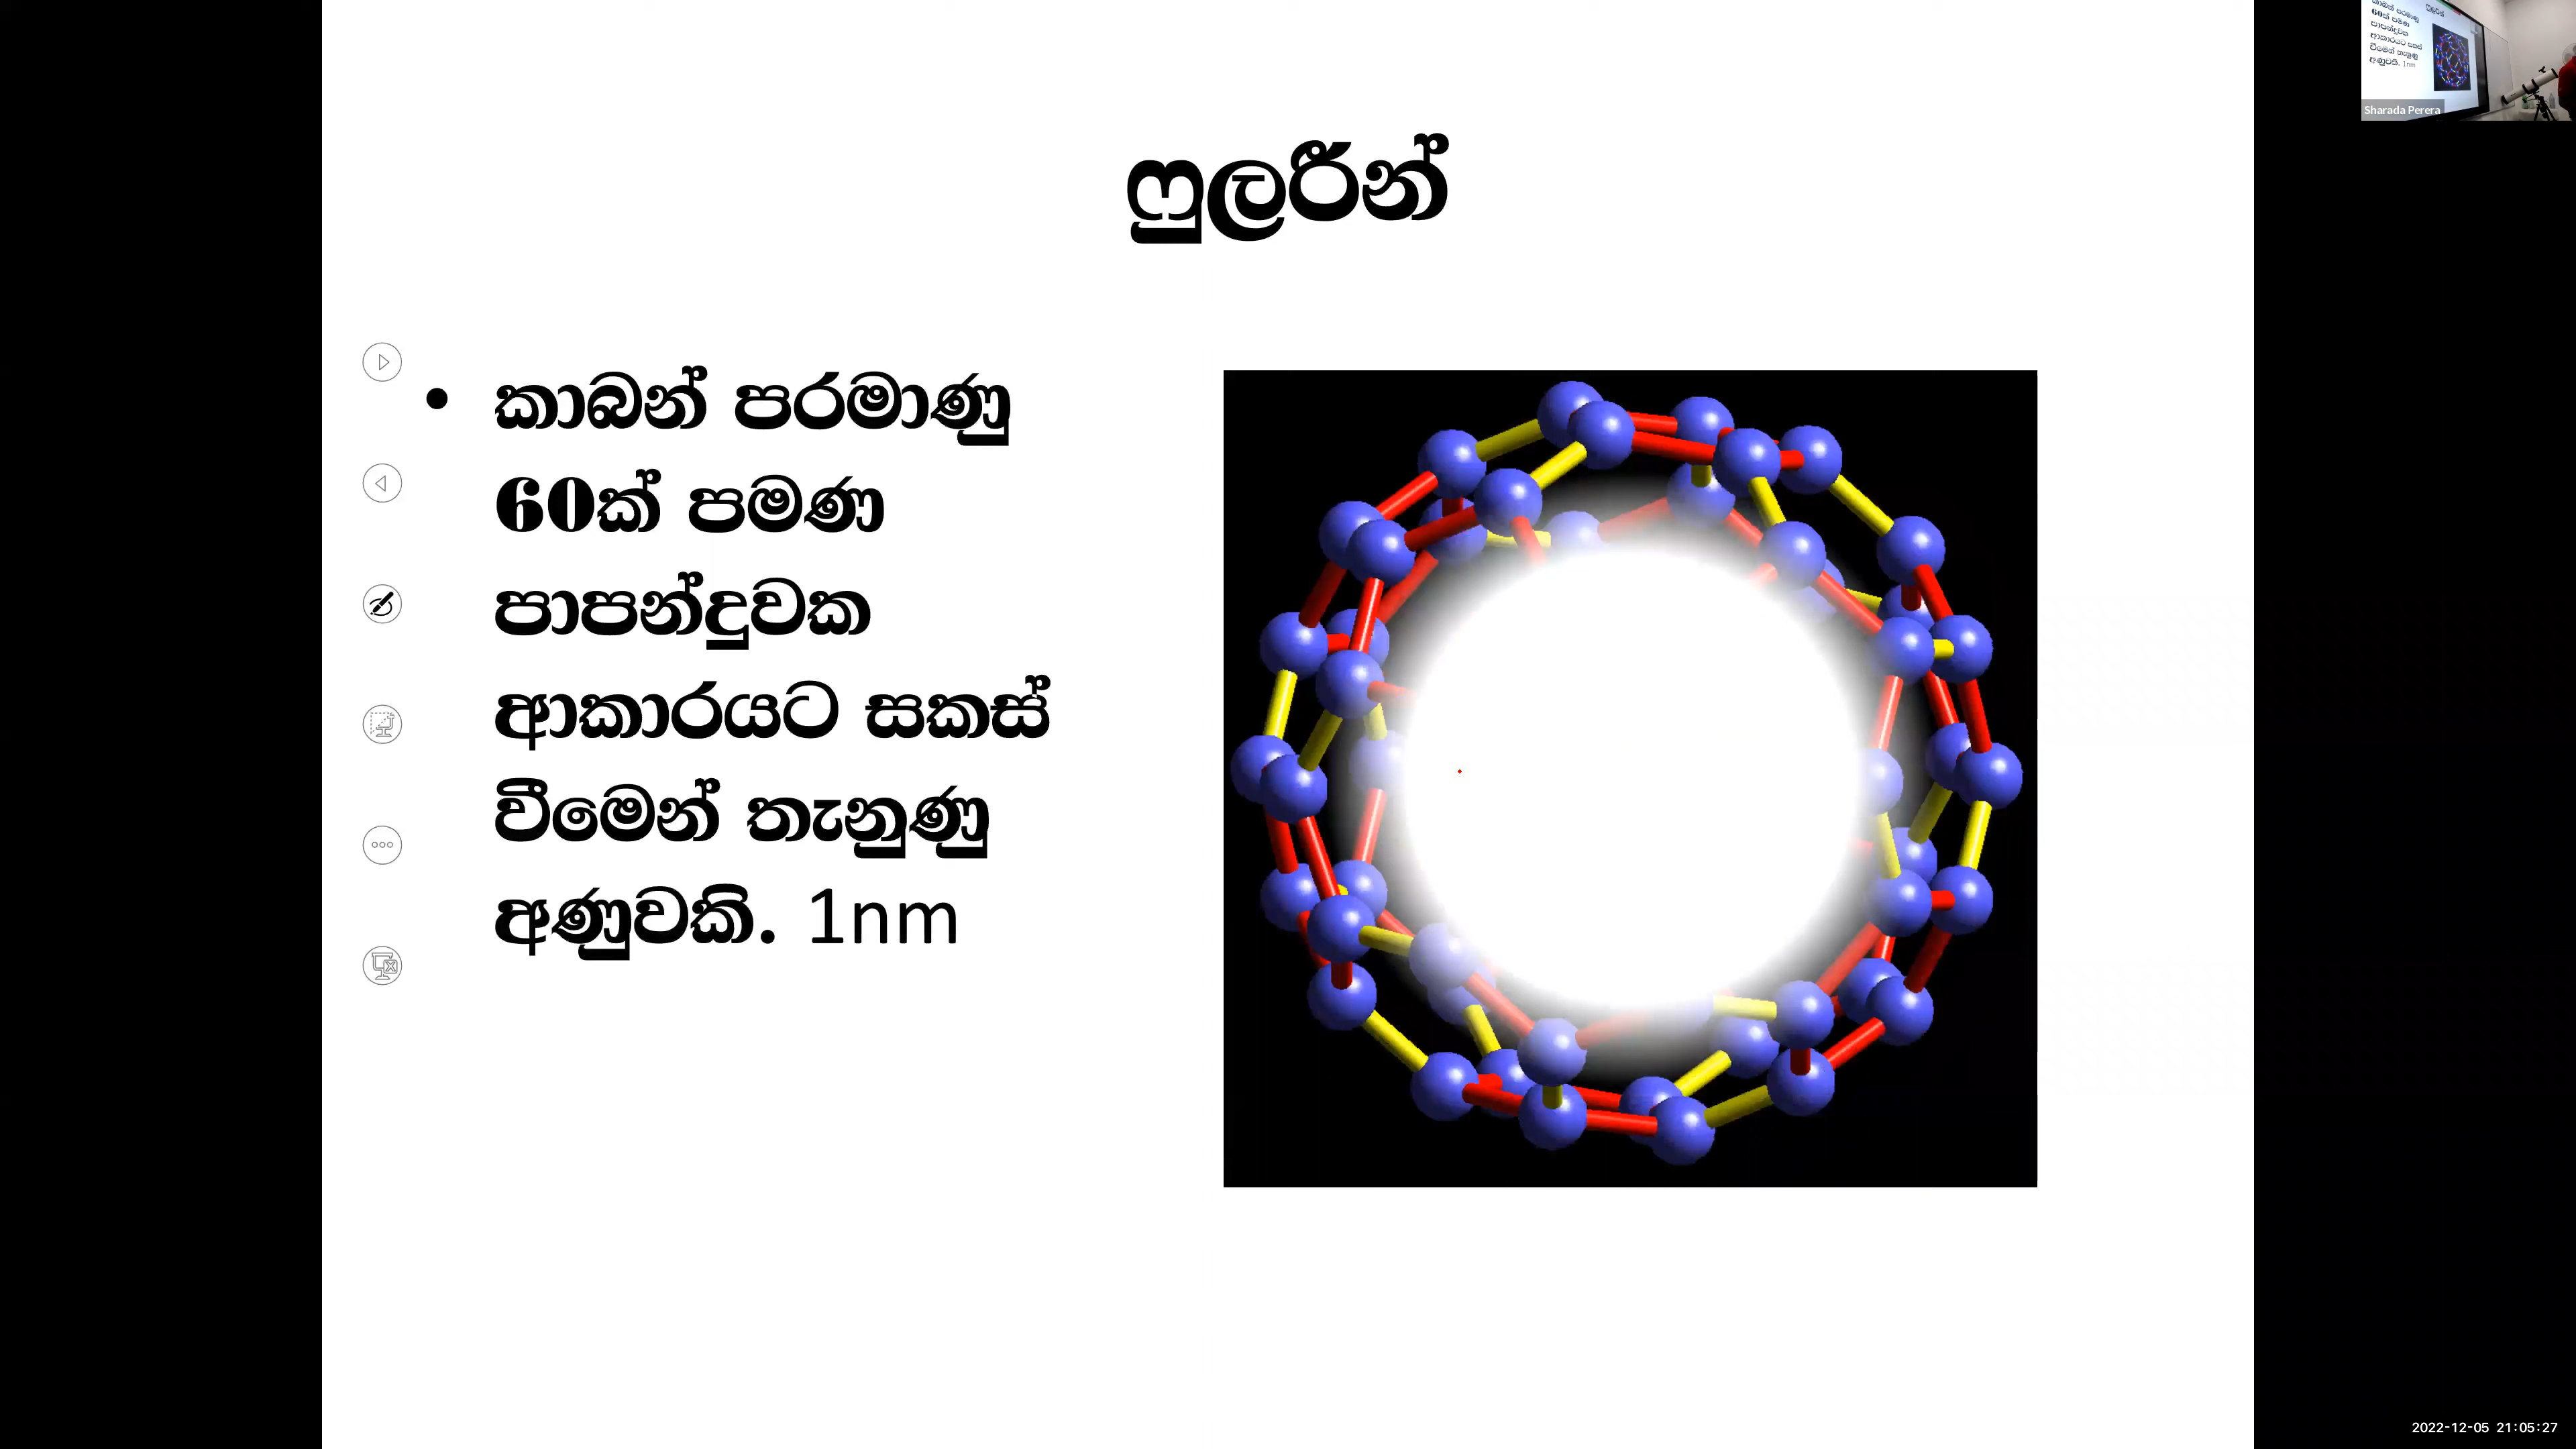 ෆුලරීන්
• කාබන් පරමාණු
60ක් පමණ
පාපන්දුවක
ආකාරයට සකස්
වීමෙන් තැනුණු
අණුවකි. 1nm
Sharada Perera
2022-12-05 21:05:27